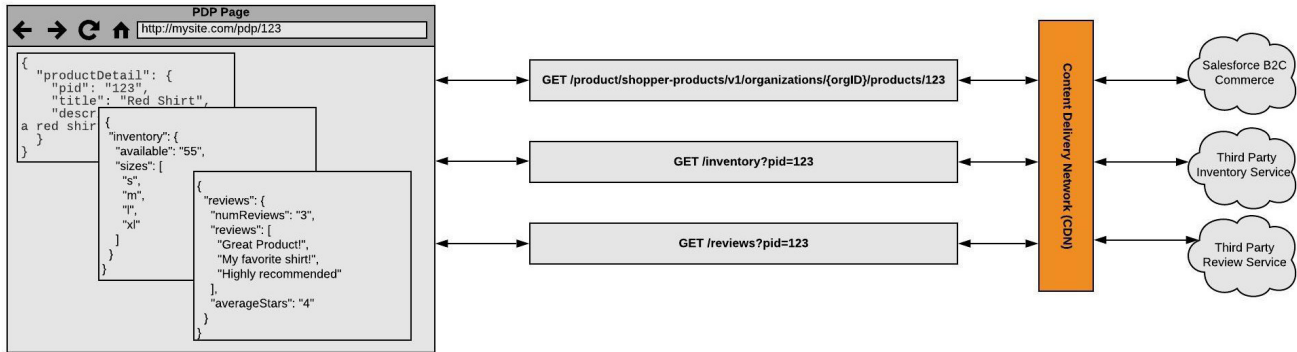 PDP Page
http://mysite.com/pdp/123
{
"productDetail": {
"pid": "123",
"title": "Red Shirt",
"descr
a red shir
}
}
{
"inventory": {
"available": "55",
"sizes": [
"s",
"m",
"l",
"xl"
]
}
}
{
"reviews": {
"numReviews": "3",
"reviews": [
"Great Product!",
"My favorite shirt!",
"Highly recommended"
],
"averageStars": "4"
}
}
GET /product/shopper-products/v1/organizations/{orgID}/products/123
GET /inventory?pid=123
GET /reviews?pid=123
Content Delivery Network (CDN)
Salesforce B2C
Commerce
Third Party
Inventory Service
Third Party
Review Service